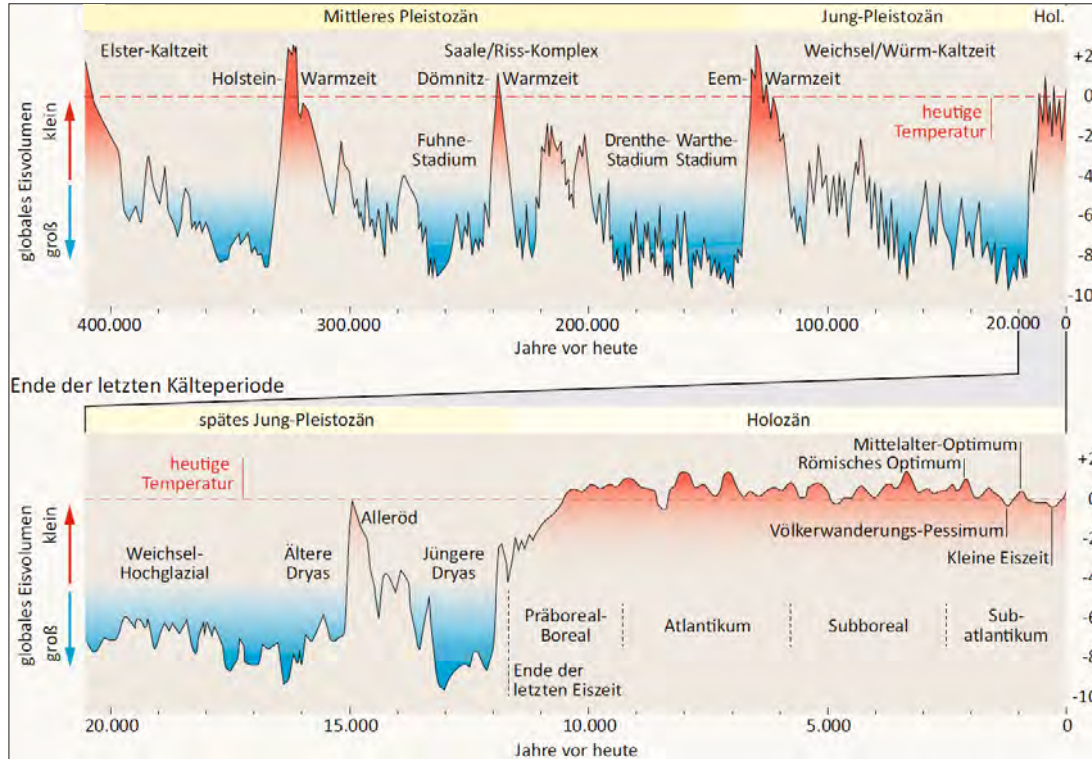 Mittleres Pleistozän
Jung-Pleistozän
Hol.
Elster-Kaltzeit
Saale/Riss-Komplex
Weichsel/Würm-Kaltzeit
Holstein-Warmzeit
Dömnitz-Warmzeit
Eem-Warmzeit
heutige
Temperatur
Fuhne-
Stadium
Drenthe-
Stadium
Warthe-
Stadium
globales Eisvolumen
groß klein
+2
0
-2
-4
-6
-8
-10
400.000
300.000
200.000
100.000
20.000
0
Jahre vor heute
Ende der letzten Kälteperiode
spätes Jung-Pleistozän
Holozän
heutige
Temperatur
Mittelalter-Optimum
Römisches Optimum
Alleröd
Völkerwanderungs-Pessimum
Kleine Eiszeit
Weichsel-
Hochglazial
Ältere
Dryas
Jüngere
Dryas
Präboreal-
Boreal
Atlantikum
Subboreal
Sub-
atlantikum
Ende der
letzten Eiszeit
globales Eisvolumen
groß klein
+2
0
-2
-4
-6
-8
-10
20.000
15.000
10.000
5.000
0
Jahre vor heute